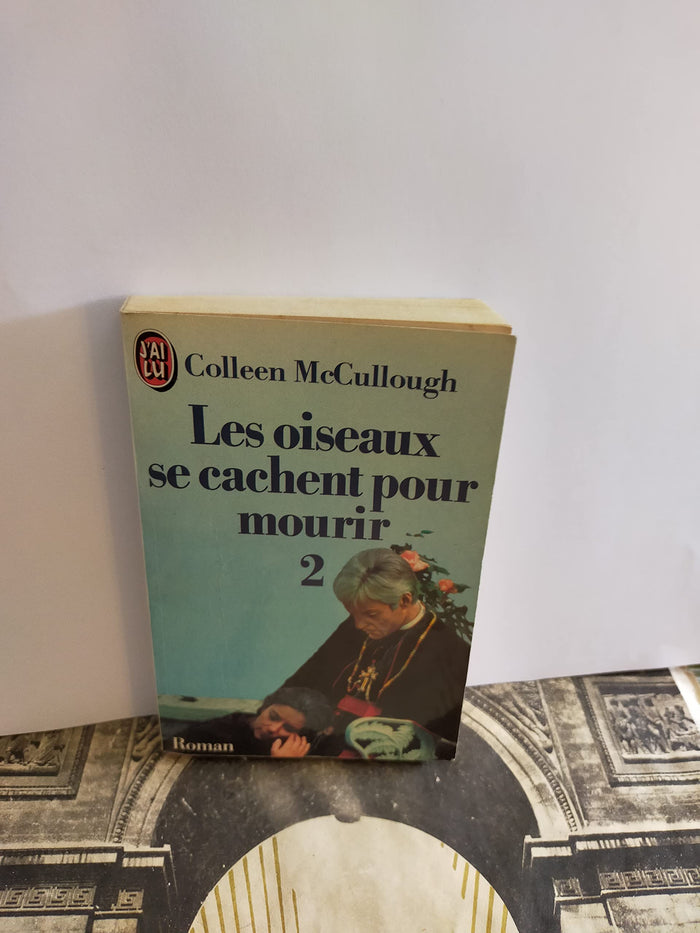 J'AI
LU
Colleen McCullough
Les oiseaux
se cachent pour
mourir
2
Roman